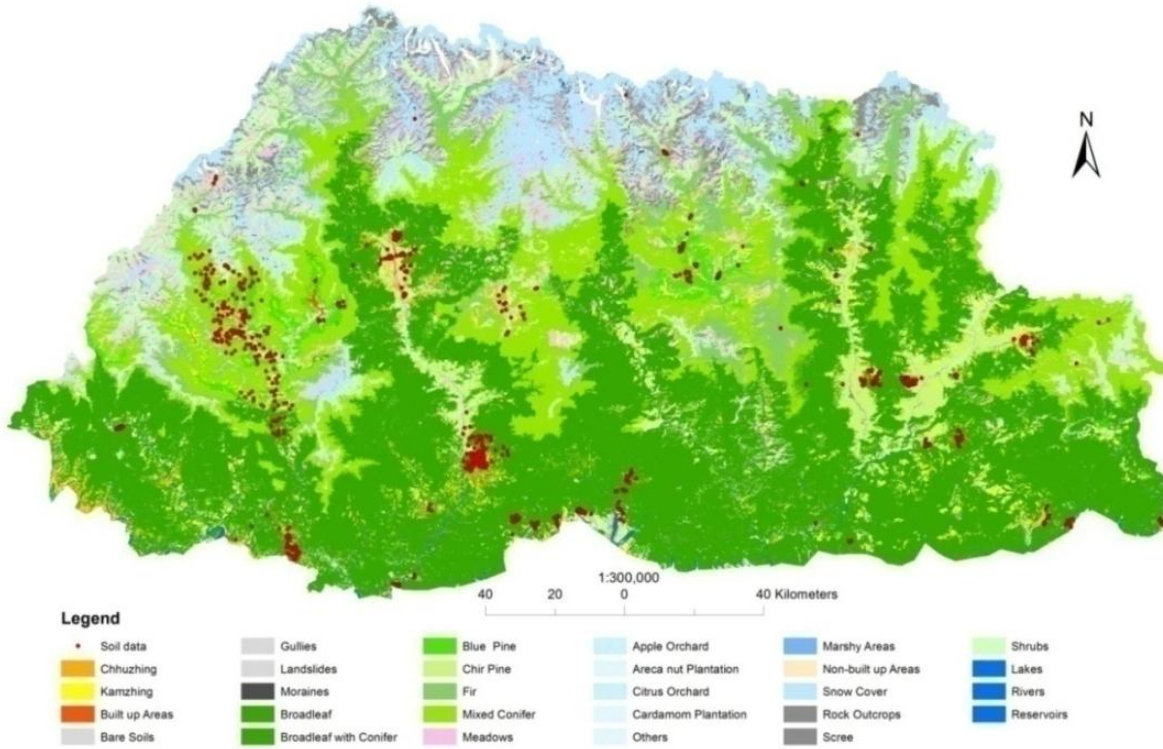 N
1:300,000
40 20 0 40 Kilometers
Legend
Soil data
Chhuzhing
Kamzhing
Built up Areas
Bare Soils
Gullies
Landslides
Moraines
Broadleaf
Broadleaf with Conifer
Blue Pine
Chir Pine
Fir
Mixed Conifer
Meadows
Apple Orchard
Areca nut Plantation
Citrus Orchard
Cardamom Plantation
Others
Marshy Areas
Non-built up Areas
Snow Cover
Rock Outcrops
Scree
Shrubs
Lakes
Rivers
Reservoirs